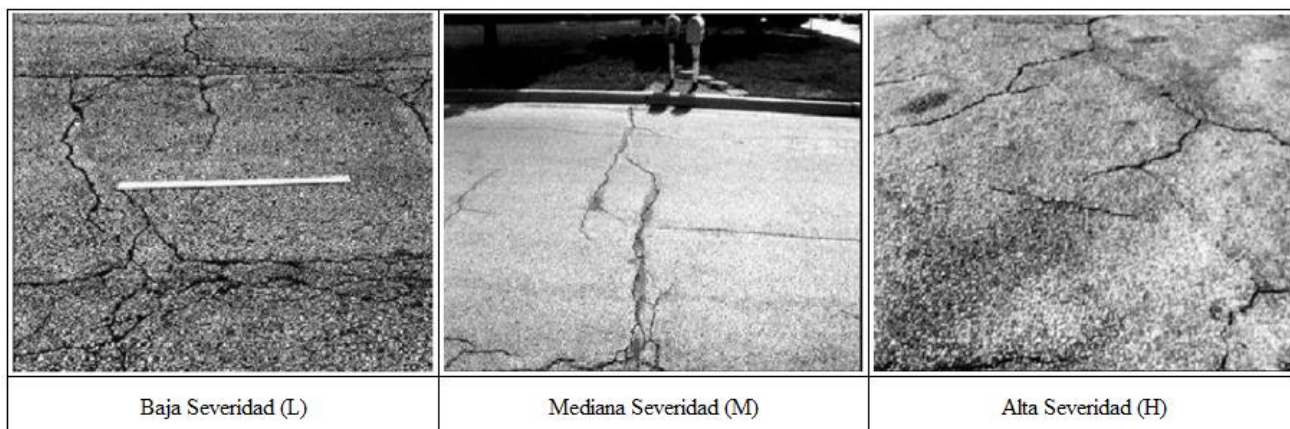 Baja Severidad (L)
Mediana Severidad (M)
Alta Severidad (H)